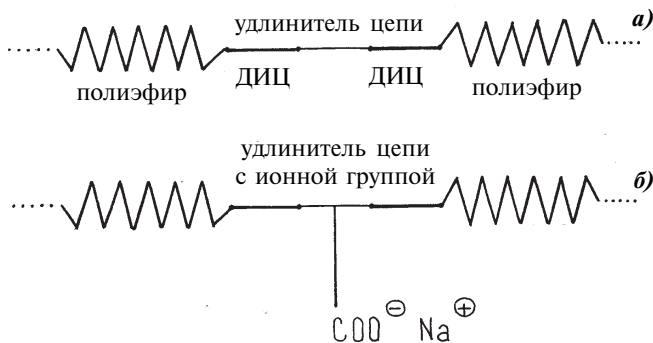 удлинитель цепи
а)
ДИЦ ДИЦ
полиэфир полиэфир
удлинитель цепи
с ионной группой
б)
COO⊖ Na⊕